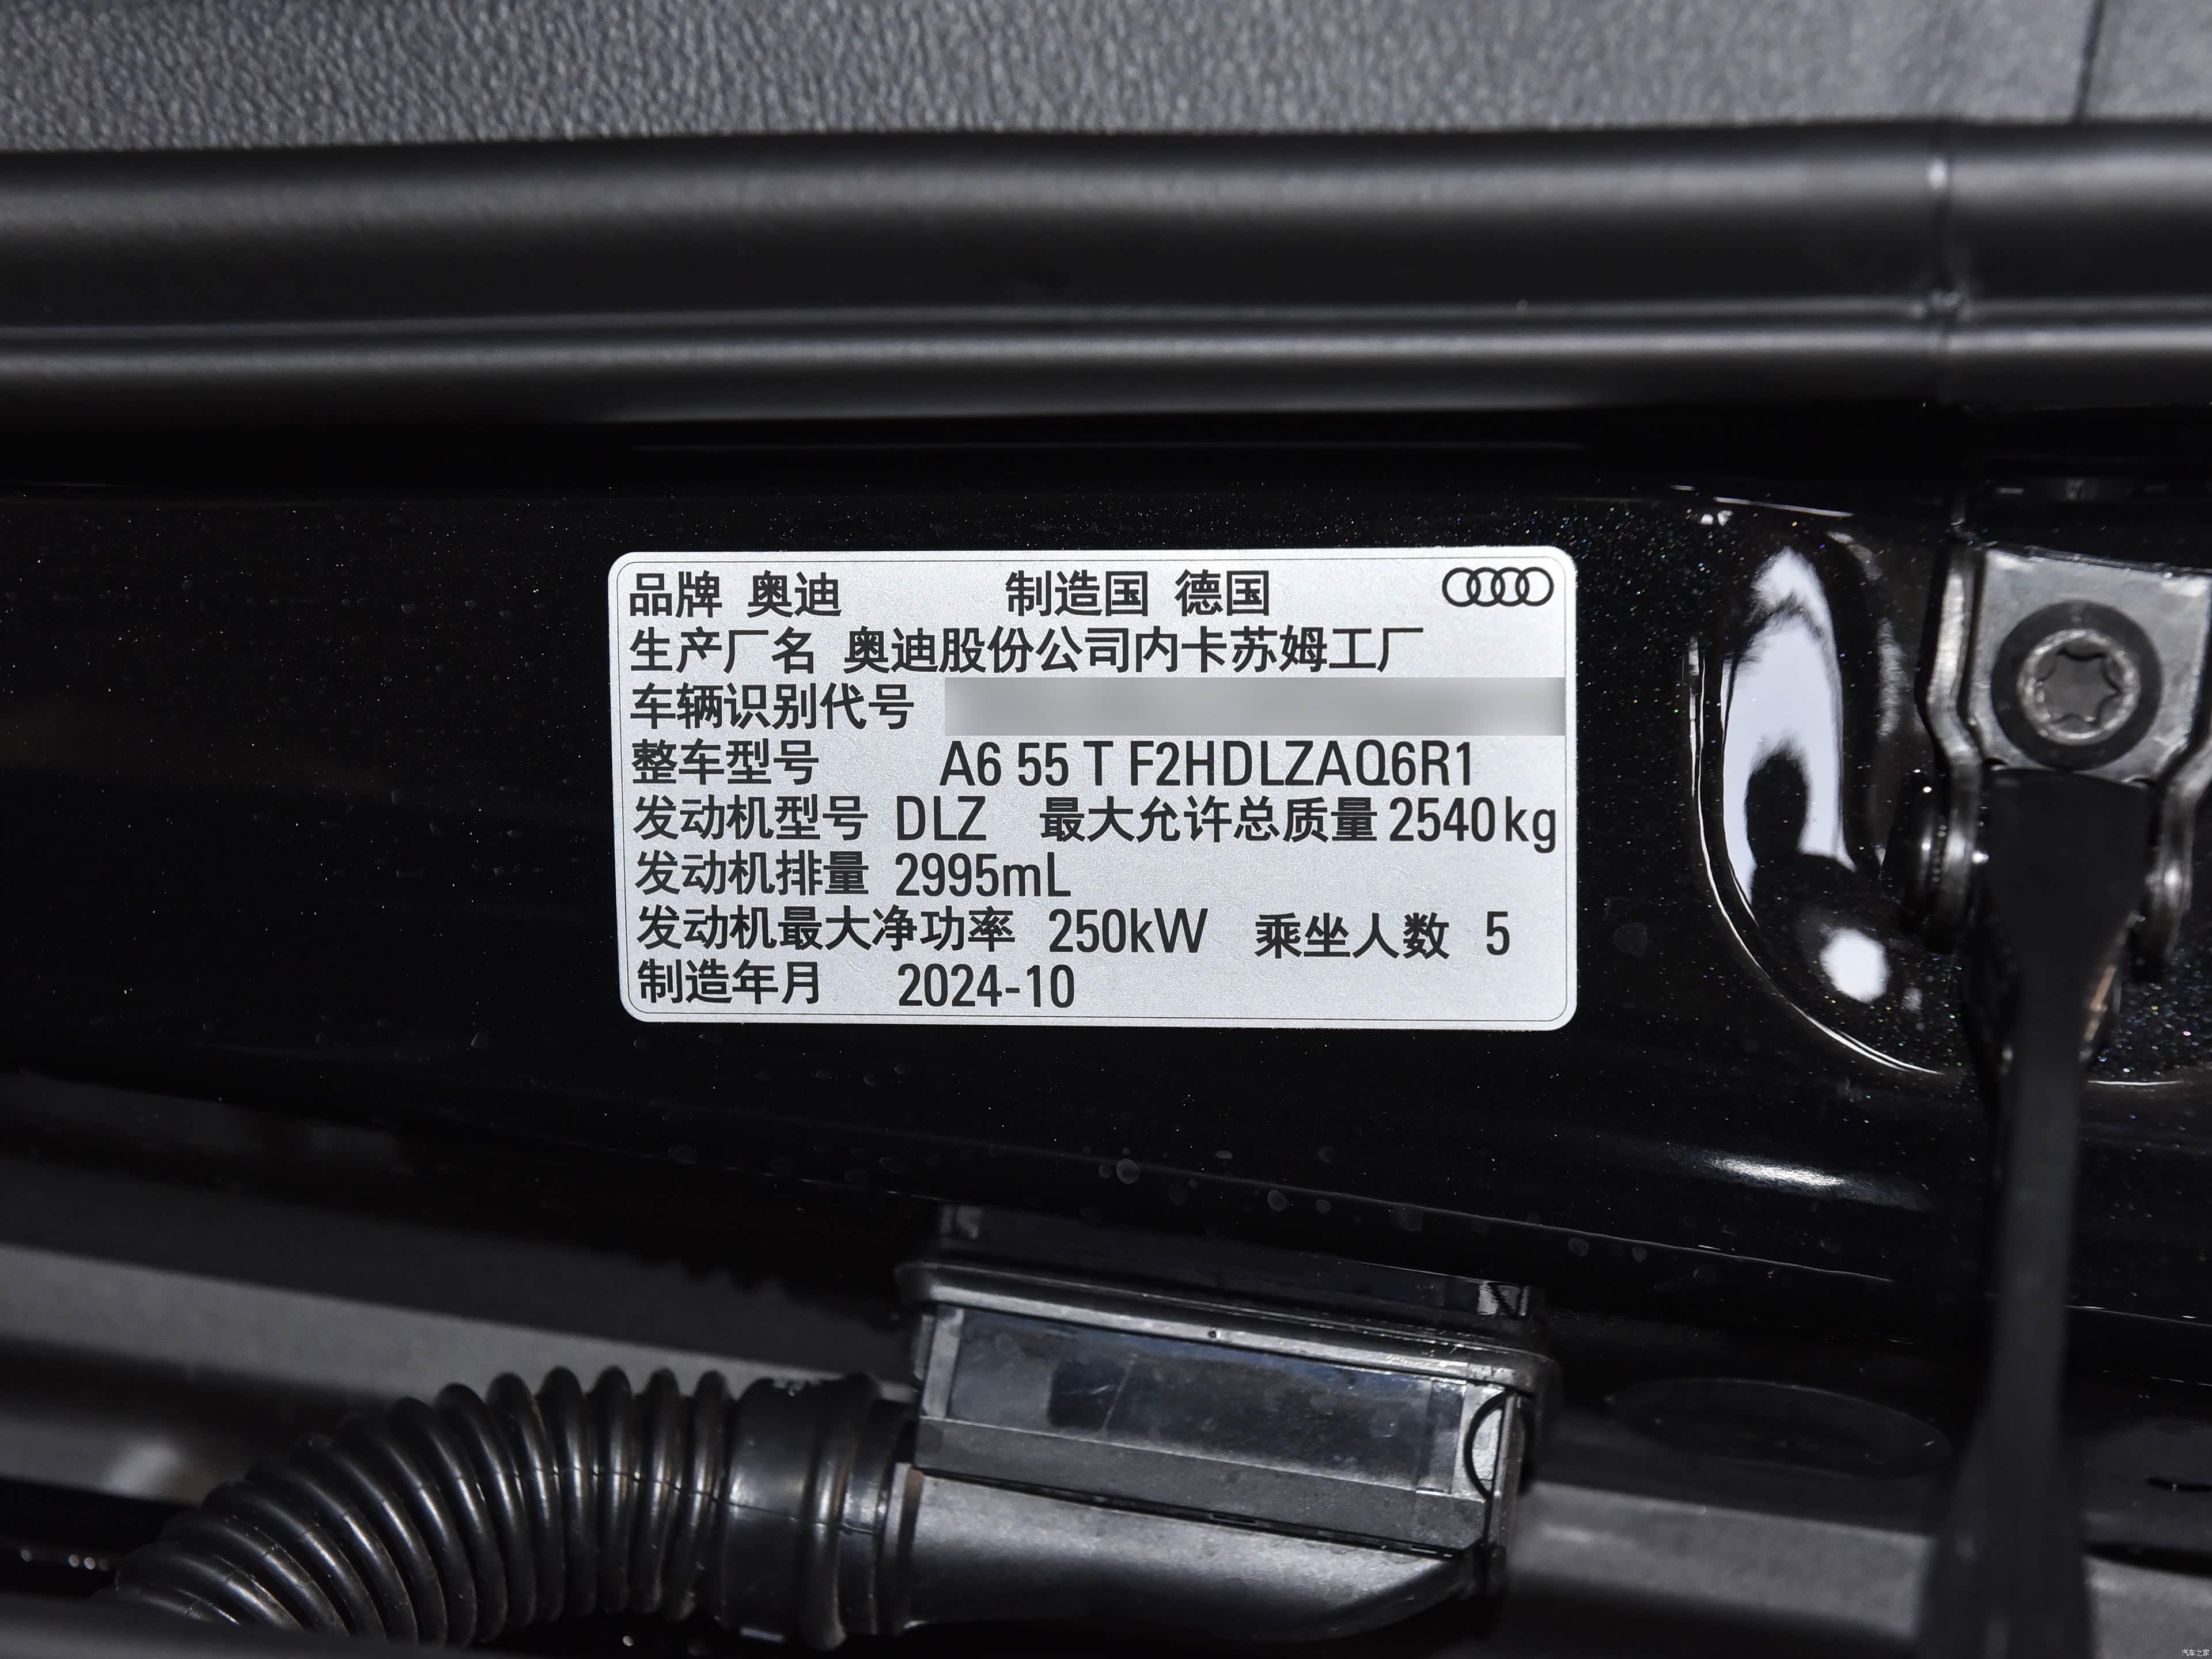 品牌 奥迪 制造国 德国
生产厂名 奥迪股份公司内卡苏姆工厂
车辆识别代号
整车型号 A6 55 T F2HDLZAQ6R1
发动机型号 DLZ 最大允许总质量 2540kg
发动机排量 2995mL
发动机最大净功率 250kW 乘坐人数 5
制造年月 2024-10
汽车之家